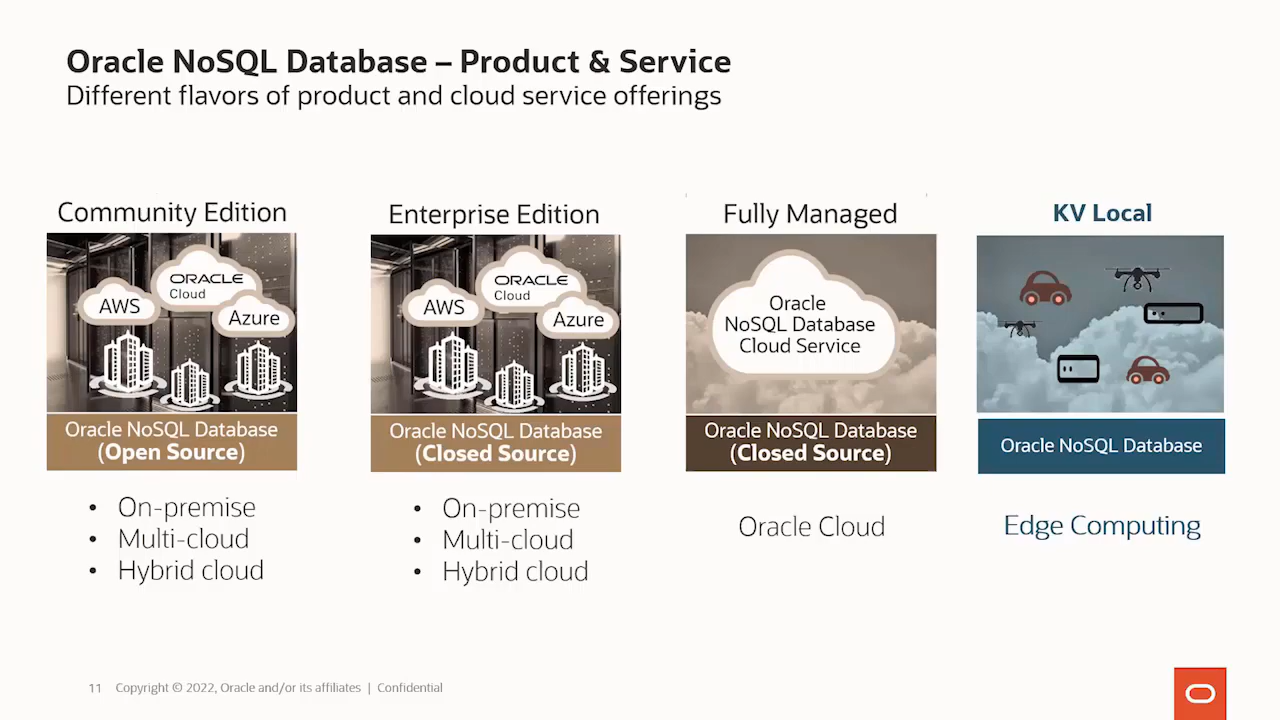 Oracle NoSQL Database – Product & Service
Different flavors of product and cloud service offerings
Community Edition
ORACLE
Cloud
AWS
Azure
Oracle NoSQL Database
(Open Source)
• On-premise
• Multi-cloud
• Hybrid cloud
Enterprise Edition
ORACLE
Cloud
AWS
Azure
Oracle NoSQL Database
(Closed Source)
• On-premise
• Multi-cloud
• Hybrid cloud
Fully Managed
Oracle
NoSQL Database
Cloud Service
Oracle NoSQL Database
(Closed Source)
Oracle Cloud
KV Local
Oracle NoSQL Database
Edge Computing
11 Copyright © 2022, Oracle and/or its affiliates | Confidential